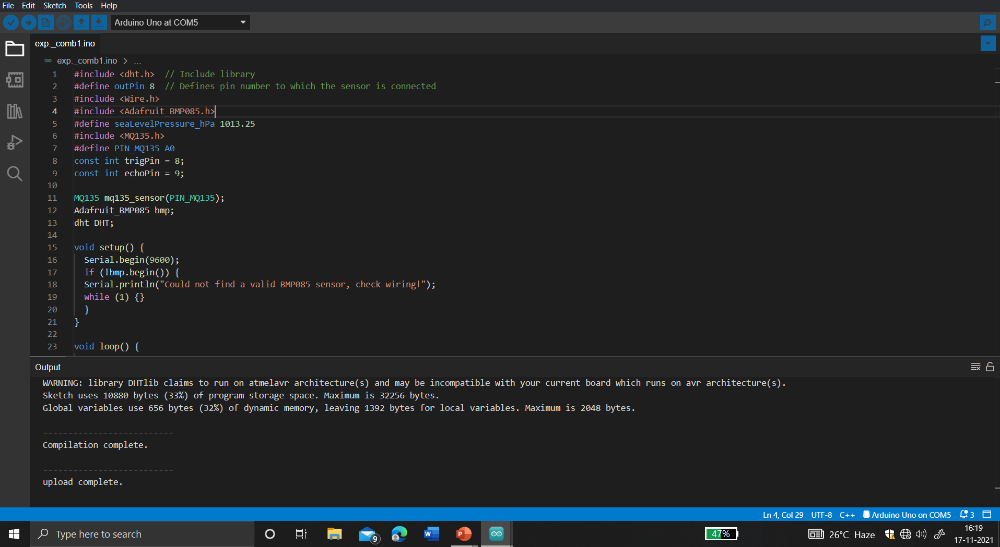 File Edit Sketch Tools Help
Arduino Uno at COM5
exp._comb1.ino
exp._comb1.ino > ...
1 #include <dht.h>  // Include library
2 #define outPin 8  // Defines pin number to which the sensor is connected
3 #include <Wire.h>
4 #include <Adafruit_BMP085.h>
5 #define seaLevelPressure_hPa 1013.25
6 #include <MQ135.h>
7 #define PIN_MQ135 A0
8 const int trigPin = 8;
9 const int echoPin = 9;
10
11 MQ135 mq135_sensor(PIN_MQ135);
12 Adafruit_BMP085 bmp;
13 dht DHT;
14
15 void setup() {
16   Serial.begin(9600);
17   if (!bmp.begin()) {
18   Serial.println("Could not find a valid BMP085 sensor, check wiring!");
19   while (1) {}
20   }
21 }
22
23 void loop() {
Output
WARNING: library DHTlib claims to run on atmelavr architecture(s) and may be incompatible with your current board which runs on avr architecture(s).
Sketch uses 10880 bytes (33%) of program storage space. Maximum is 32256 bytes.
Global variables use 656 bytes (32%) of dynamic memory, leaving 1392 bytes for local variables. Maximum is 2048 bytes.
--------------------------
Compilation complete.
--------------------------
upload complete.
Ln 4, Col 29 UTF-8 C++ Arduino Uno on COM5 3
Type here to search 9 W P 47% 26°C Haze 16:19
17-11-2021